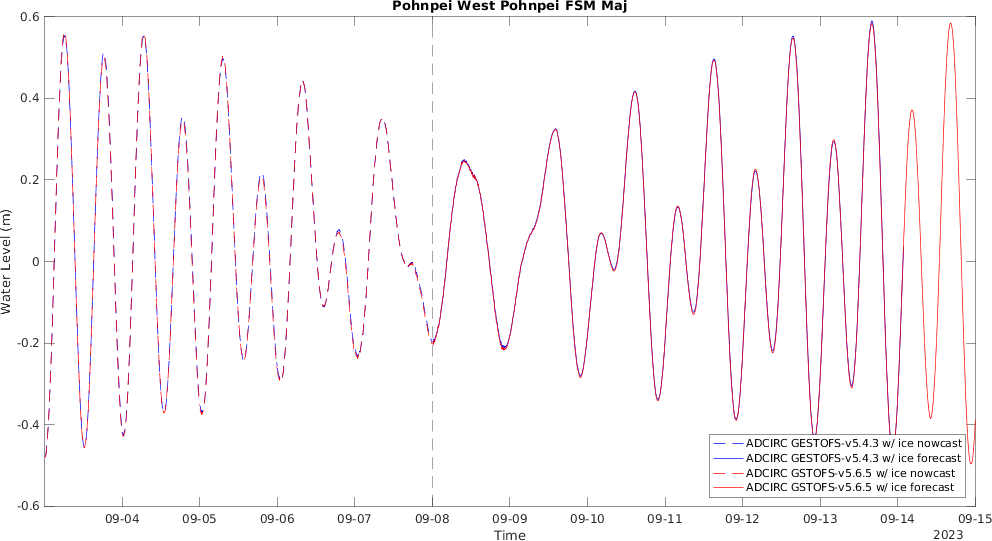 Pohnpei West Pohnpei FSM Maj
Water Level (m)
0.6
0.4
0.2
0
-0.2
-0.4
-0.6
09-04
09-05
09-06
09-07
09-08
09-09
09-10
09-11
09-12
09-13
09-14
09-15
Time
2023
ADCIRC GESTOFS-v5.4.3 w/ ice nowcast
ADCIRC GESTOFS-v5.4.3 w/ ice forecast
ADCIRC GSTOFS-v5.6.5 w/ ice nowcast
ADCIRC GSTOFS-v5.6.5 w/ ice forecast